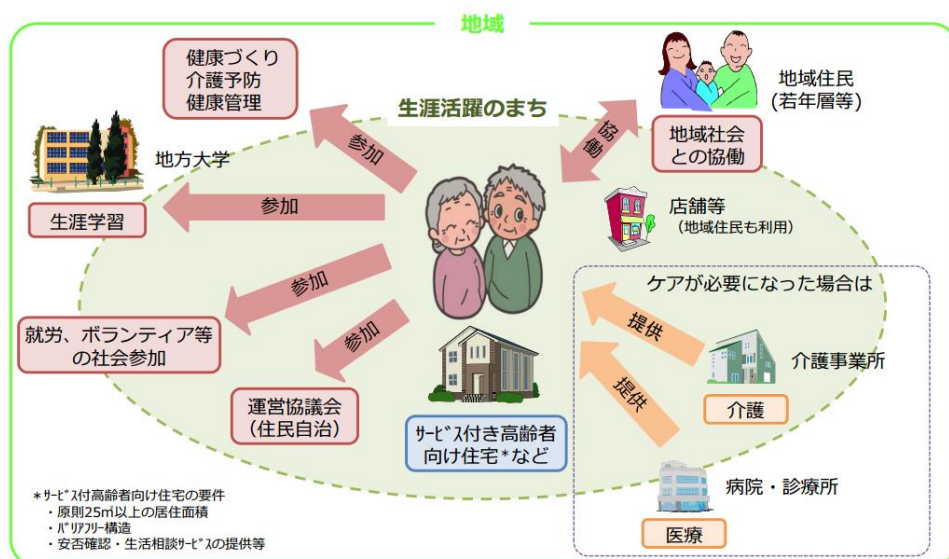 地域
健康づくり
介護予防
健康管理
生涯活躍のまち
地域住民
(若年層等)
協働
地域社会
との協働
参加
地方大学
生涯学習
参加
店舗等
（地域住民も利用）
参加
就労、ボランティア等
の社会参加
参加
運営協議会
（住民自治）
ｻｰﾋﾞｽ付き高齢者
向け住宅*など
ケアが必要になった場合は
提供
介護事業所
介護
提供
病院・診療所
医療
＊ｻｰﾋﾞｽ付高齢者向け住宅の要件
・原則25㎡以上の居住面積
・ﾊﾞﾘｱﾌﾘｰ構造
・安否確認・生活相談ｻｰﾋﾞｽの提供等